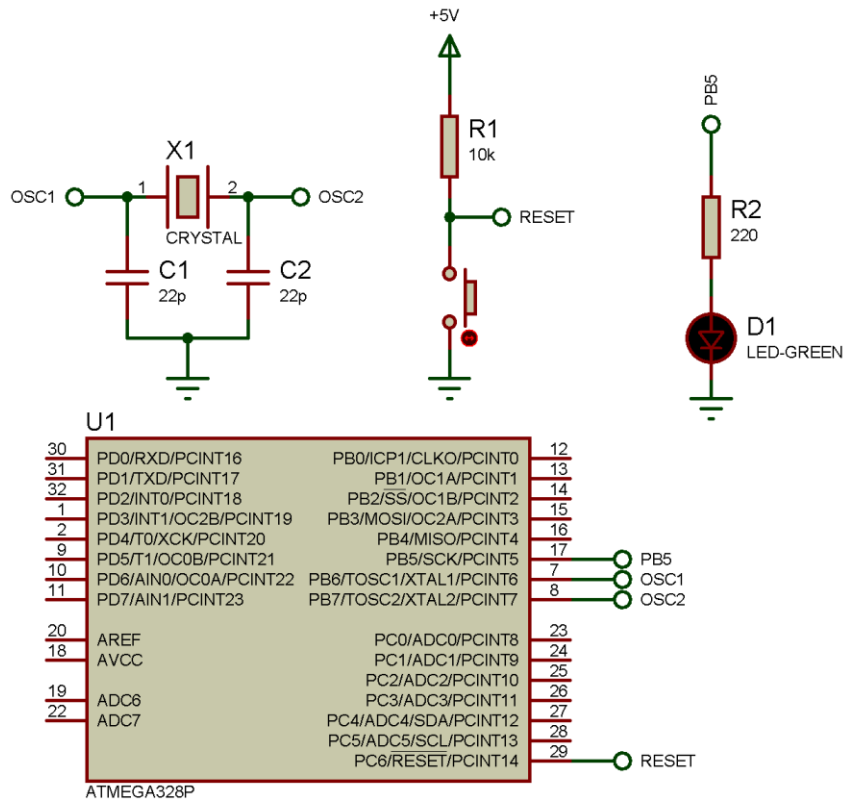 +5V
R1
10k
RESET
X1
OSC1
1
2
OSC2
CRYSTAL
C1
22p
C2
22p
PB5
R2
220
D1
LED-GREEN
U1
30 PD0/RXD/PCINT16 PB0/ICP1/CLKO/PCINT0 12
31 PD1/TXD/PCINT17 PB1/OC1A/PCINT1 13
32 PD2/INT0/PCINT18 PB2/SS/OC1B/PCINT2 14
1 PD3/INT1/OC2B/PCINT19 PB3/MOSI/OC2A/PCINT3 15
2 PD4/T0/XCK/PCINT20 PB4/MISO/PCINT4 16
9 PD5/T1/OC0B/PCINT21 PB5/SCK/PCINT5 17 PB5
10 PD6/AIN0/OC0A/PCINT22 PB6/TOSC1/XTAL1/PCINT6 7 OSC1
11 PD7/AIN1/PCINT23 PB7/TOSC2/XTAL2/PCINT7 8 OSC2
20 AREF PC0/ADC0/PCINT8 23
18 AVCC PC1/ADC1/PCINT9 24
PC2/ADC2/PCINT10 25
19 ADC6 PC3/ADC3/PCINT11 26
22 ADC7 PC4/ADC4/SDA/PCINT12 27
PC5/ADC5/SCL/PCINT13 28
PC6/RESET/PCINT14 29 RESET
ATMEGA328P